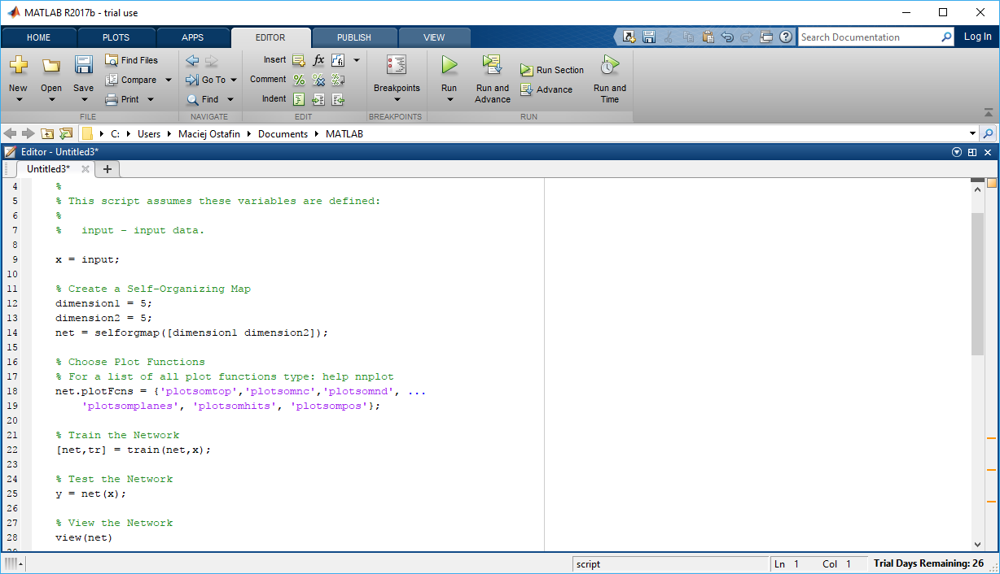 MATLAB R2017b - trial use
HOME PLOTS APPS EDITOR PUBLISH VIEW Search Documentation Log In
New Open Save Find Files Compare Print
Go To Find
Insert fx
Comment
Indent
Breakpoints
Run Run and Advance Run Section Advance Run and Time
FILE NAVIGATE EDIT BREAKPOINTS RUN
C: Users Maciej Ostafin Documents MATLAB
Editor - Untitled3*
Untitled3* +
4 %
5 % This script assumes these variables are defined:
6 %
7 %   input - input data.
8
9 x = input;
10
11 % Create a Self-Organizing Map
12 dimension1 = 5;
13 dimension2 = 5;
14 net = selforgmap([dimension1 dimension2]);
15
16 % Choose Plot Functions
17 % For a list of all plot functions type: help nnplot
18 net.plotFcns = {'plotsomtop','plotsomnc','plotsomnd', ...
19     'plotsomplanes', 'plotsomhits', 'plotsompos'};
20
21 % Train the Network
22 [net,tr] = train(net,x);
23
24 % Test the Network
25 y = net(x);
26
27 % View the Network
28 view(net)
script Ln 1 Col 1 Trial Days Remaining: 26